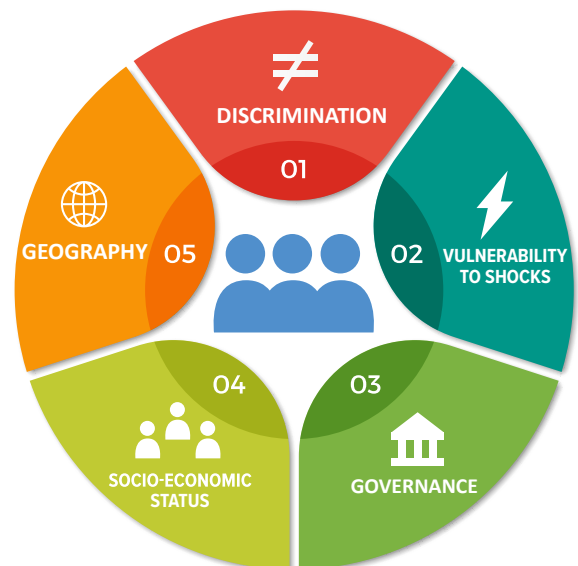 DISCRIMINATION
01
02
VULNERABILITY
TO SHOCKS
03
GOVERNANCE
04
SOCIO-ECONOMIC
STATUS
05
GEOGRAPHY